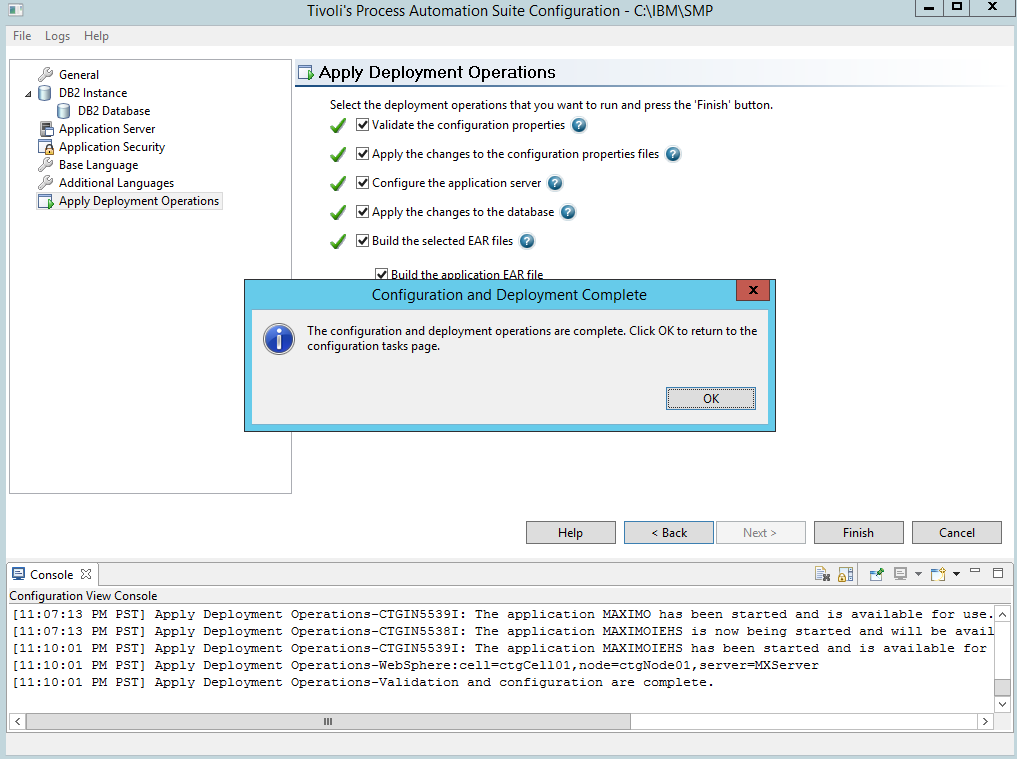 Tivoli's Process Automation Suite Configuration - C:\IBM\SMP
File Logs Help
General
DB2 Instance
DB2 Database
Application Server
Application Security
Base Language
Additional Languages
Apply Deployment Operations
Apply Deployment Operations
Select the deployment operations that you want to run and press the 'Finish' button.
Validate the configuration properties
Apply the changes to the configuration properties files
Configure the application server
Apply the changes to the database
Build the selected EAR files
Build the application EAR file
Configuration and Deployment Complete
The configuration and deployment operations are complete. Click OK to return to the
configuration tasks page.
OK
Help < Back Next > Finish Cancel
Console
Configuration View Console
[11:07:13 PM PST] Apply Deployment Operations-CTGIN5539I: The application MAXIMO has been started and is available for use.
[11:07:13 PM PST] Apply Deployment Operations-CTGIN5538I: The application MAXIMOIEHS is now being started and will be avail
[11:10:01 PM PST] Apply Deployment Operations-CTGIN5539I: The application MAXIMOIEHS has been started and is available for
[11:10:01 PM PST] Apply Deployment Operations-WebSphere:cell=ctgCell01,node=ctgNode01,server=MXServer
[11:10:01 PM PST] Apply Deployment Operations-Validation and configuration are complete.